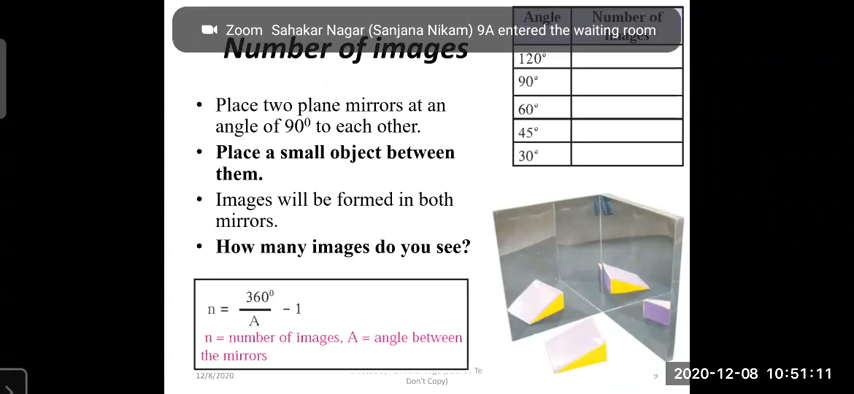 Zoom Sahakar Nagar (Sanjana Nikam) 9A entered the waiting room
Number of images
• Place two plane mirrors at an
angle of 90⁰ to each other.
• Place a small object between
them.
• Images will be formed in both
mirrors.
• How many images do you see?
n = 360⁰ / A − 1
n = number of images, A = angle between
the mirrors
Angle Number of
images
120°
90°
60°
45°
30°
12/8/2020
Don't Copy)
9
2020-12-08 10:51:11